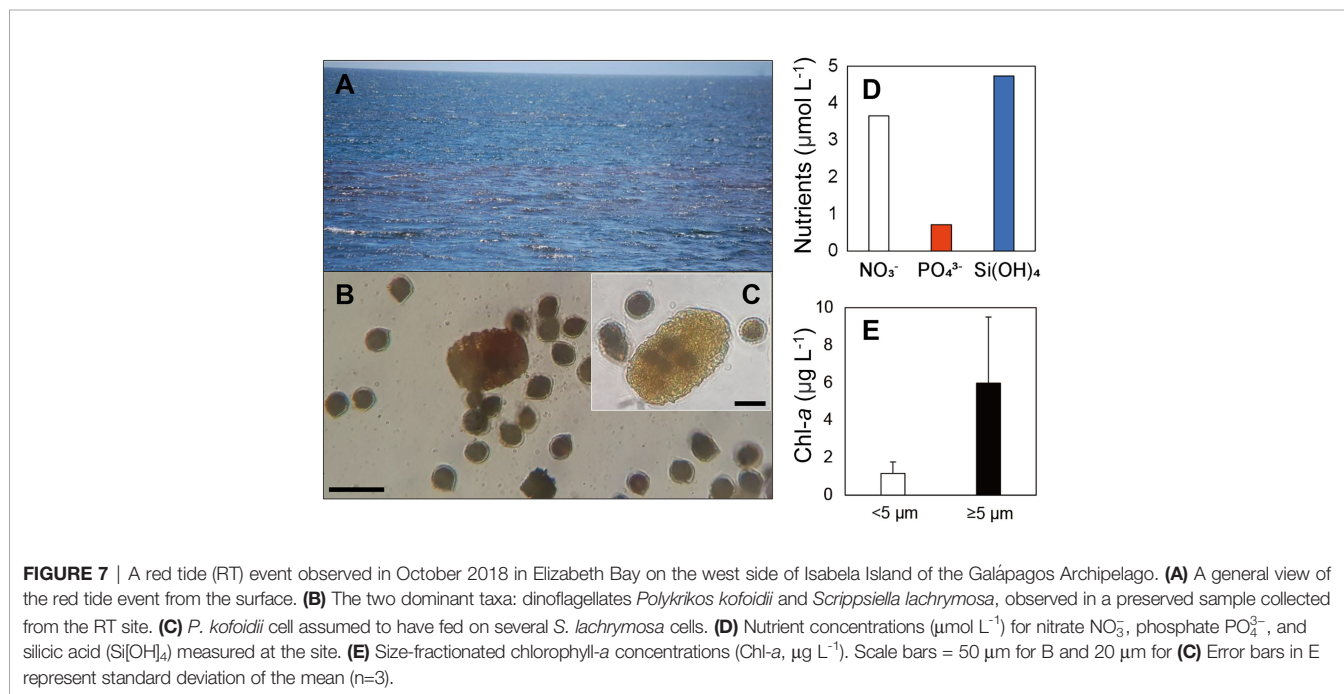 A
B
C
D
Nutrients (μmol L⁻¹)
5
4
3
2
1
0
NO₃⁻ PO₄³⁻ Si(OH)₄
E
Chl-a (μg L⁻¹)
10
8
6
4
2
0
<5 μm ≥5 μm
FIGURE 7 | A red tide (RT) event observed in October 2018 in Elizabeth Bay on the west side of Isabela Island of the Galápagos Archipelago. (A) A general view of
the red tide event from the surface. (B) The two dominant taxa: dinoflagellates Polykrikos kofoidii and Scrippsiella lachrymosa, observed in a preserved sample collected
from the RT site. (C) P. kofoidii cell assumed to have fed on several S. lachrymosa cells. (D) Nutrient concentrations (μmol L⁻¹) for nitrate NO₃⁻, phosphate PO₄³⁻, and
silicic acid (Si[OH]₄) measured at the site. (E) Size-fractionated chlorophyll-a concentrations (Chl-a, μg L⁻¹). Scale bars = 50 μm for B and 20 μm for (C) Error bars in E
represent standard deviation of the mean (n=3).